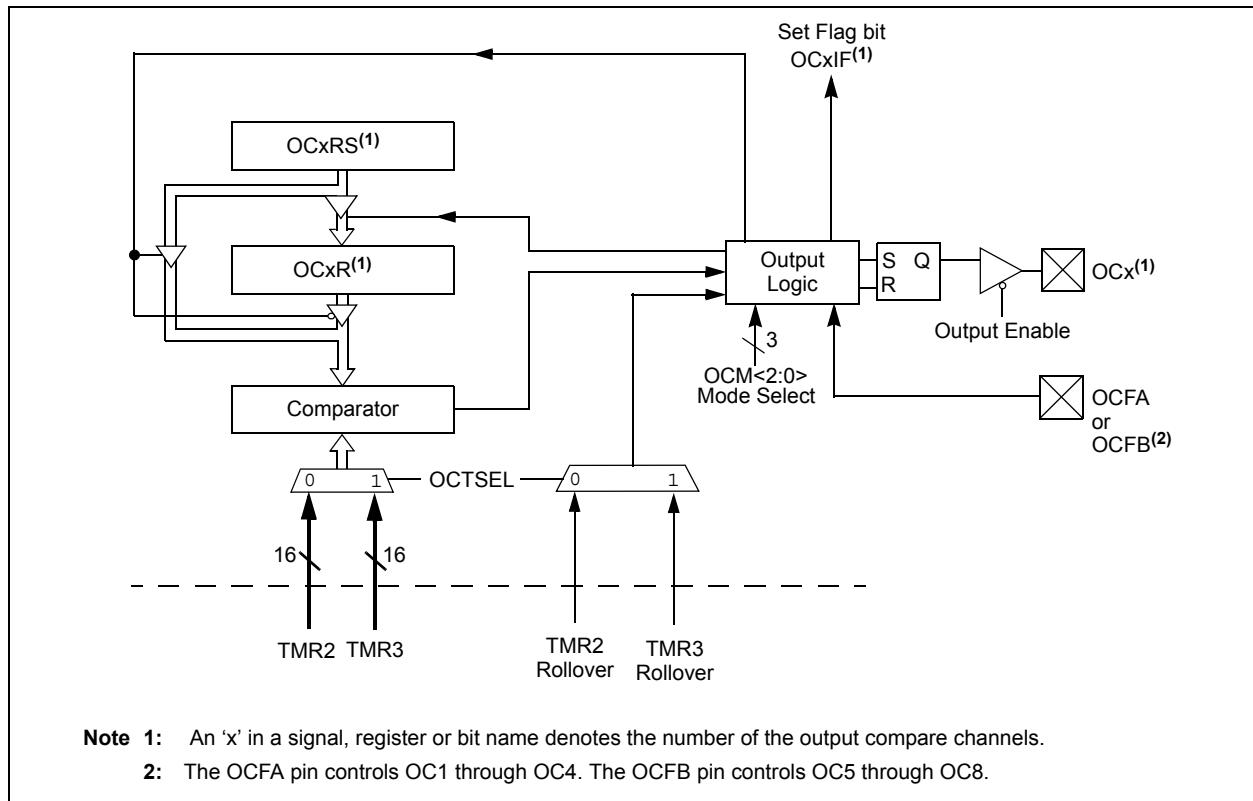 Set Flag bit
OCxIF(1)
OCxRS(1)
OCxR(1)
Output
Logic
S Q
R
OCx(1)
Output Enable
3
OCM<2:0>
Mode Select
Comparator
OCFA
or
OCFB(2)
0 1
OCTSEL
0 1
16
16
TMR2
TMR3
TMR2
Rollover
TMR3
Rollover
Note 1: An ‘x’ in a signal, register or bit name denotes the number of the output compare channels.
2: The OCFA pin controls OC1 through OC4. The OCFB pin controls OC5 through OC8.